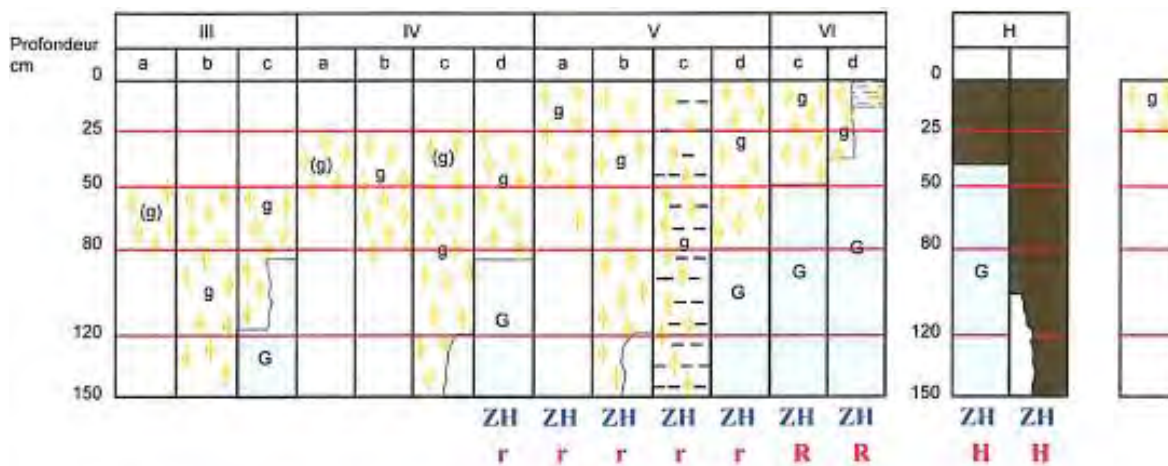 III IV V VI H
Profondeur
cm
a b c a b c d a b c d c d
0 0
g g g
25 25
g
(g) g (g) g g g
50 50
(g) g
80 80
g g G
g G G G G
120 120
G
150 150
ZH ZH ZH ZH ZH ZH ZH ZH ZH
r r r r r R R H H